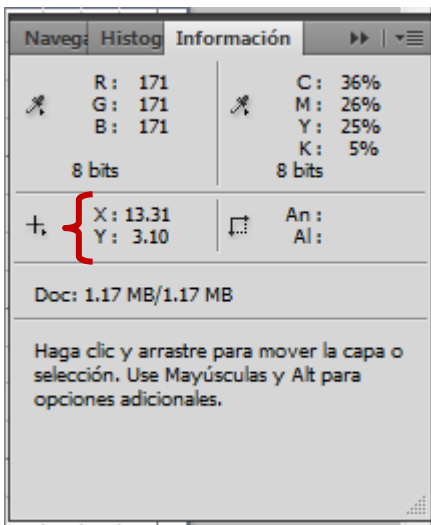 Naveg Histog Información
R: 171 C: 36%
G: 171 M: 26%
B: 171 Y: 25%
K: 5%
8 bits 8 bits
X: 13.31 An:
Y: 3.10 Al:
Doc: 1.17 MB/1.17 MB
Haga clic y arrastre para mover la capa o
selección. Use Mayúsculas y Alt para
opciones adicionales.